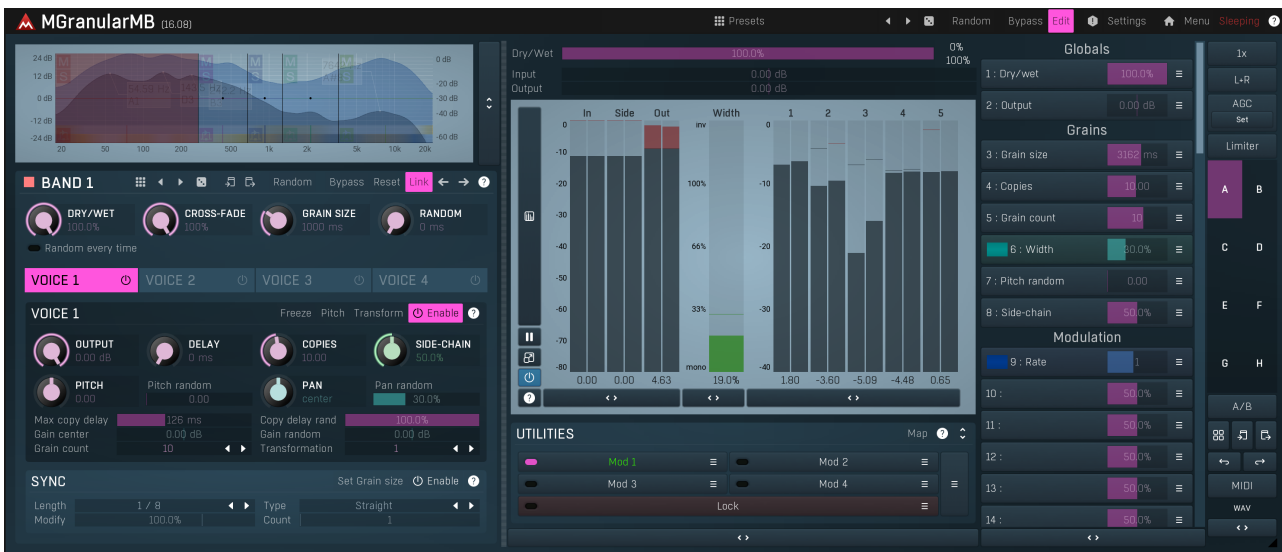 MGranularMB (16.08) Presets Random Bypass Edit Settings Menu Sleeping ?
24 dB
12 dB
0 dB
-12 dB
-24 dB
0 dB
-20 dB
-30 dB
-40 dB
-60 dB
20 50 100 200 500 1k 2k 5k 10k 20k
BAND 1 Random Bypass Reset Link ?
DRY/WET 100.0% CROSS-FADE 100% GRAIN SIZE 1000 ms RANDOM 0 ms
Random every time
VOICE 1 VOICE 2 VOICE 3 VOICE 4
VOICE 1 Freeze Pitch Transform Enable ?
OUTPUT 0.00 dB DELAY 0 ms COPIES 10.00 SIDE-CHAIN 50.0%
PITCH 0.00 Pitch random 0.00 PAN center Pan random 30.0%
Max copy delay 126 ms Copy delay rand 100.0%
Gain center 0.00 dB Gain random 0.00 dB
Grain count 10 Transformation 1
SYNC Set Grain size Enable ?
Length 1 / 8 Type Straight
Modify 100.0% Count 1
Dry/Wet 100.0% 0% 100%
Input 0.00 dB
Output 0.00 dB
In Side Out Width 1 2 3 4 5
0
-10
-20
-30
-40
-50
-60
-70
-80
inv
100%
66%
33%
mono
0
-10
-20
-30
-40
0.00 0.00 4.63 19.0% 1.80 -3.60 -5.09 -4.48 0.65
?
UTILITIES Map ?
Mod 1 Mod 2
Mod 3 Mod 4
Lock
Globals
1 : Dry/wet 100.0%
2 : Output 0.00 dB
Grains
3 : Grain size 3162 ms
4 : Copies 10.00
5 : Grain count 10
6 : Width 30.0%
7 : Pitch random 0.00
8 : Side-chain 50.0%
Modulation
9 : Rate 1
10 : 50.0%
11 : 50.0%
12 : 50.0%
13 : 50.0%
14 : 50.0%
1x
L+R
AGC
Set
Limiter
A B
C D
E F
G H
A/B
MIDI
WAV